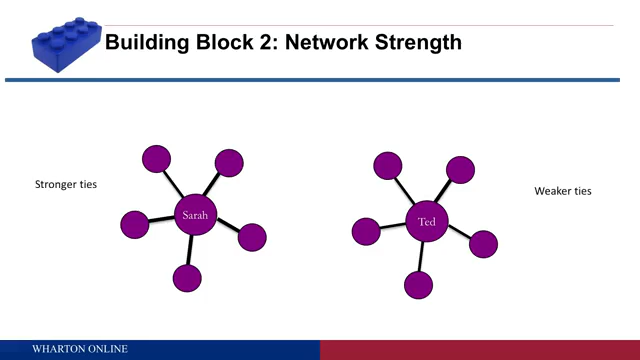 Building Block 2: Network Strength
Stronger ties
Sarah
Ted
Weaker ties
WHARTON ONLINE